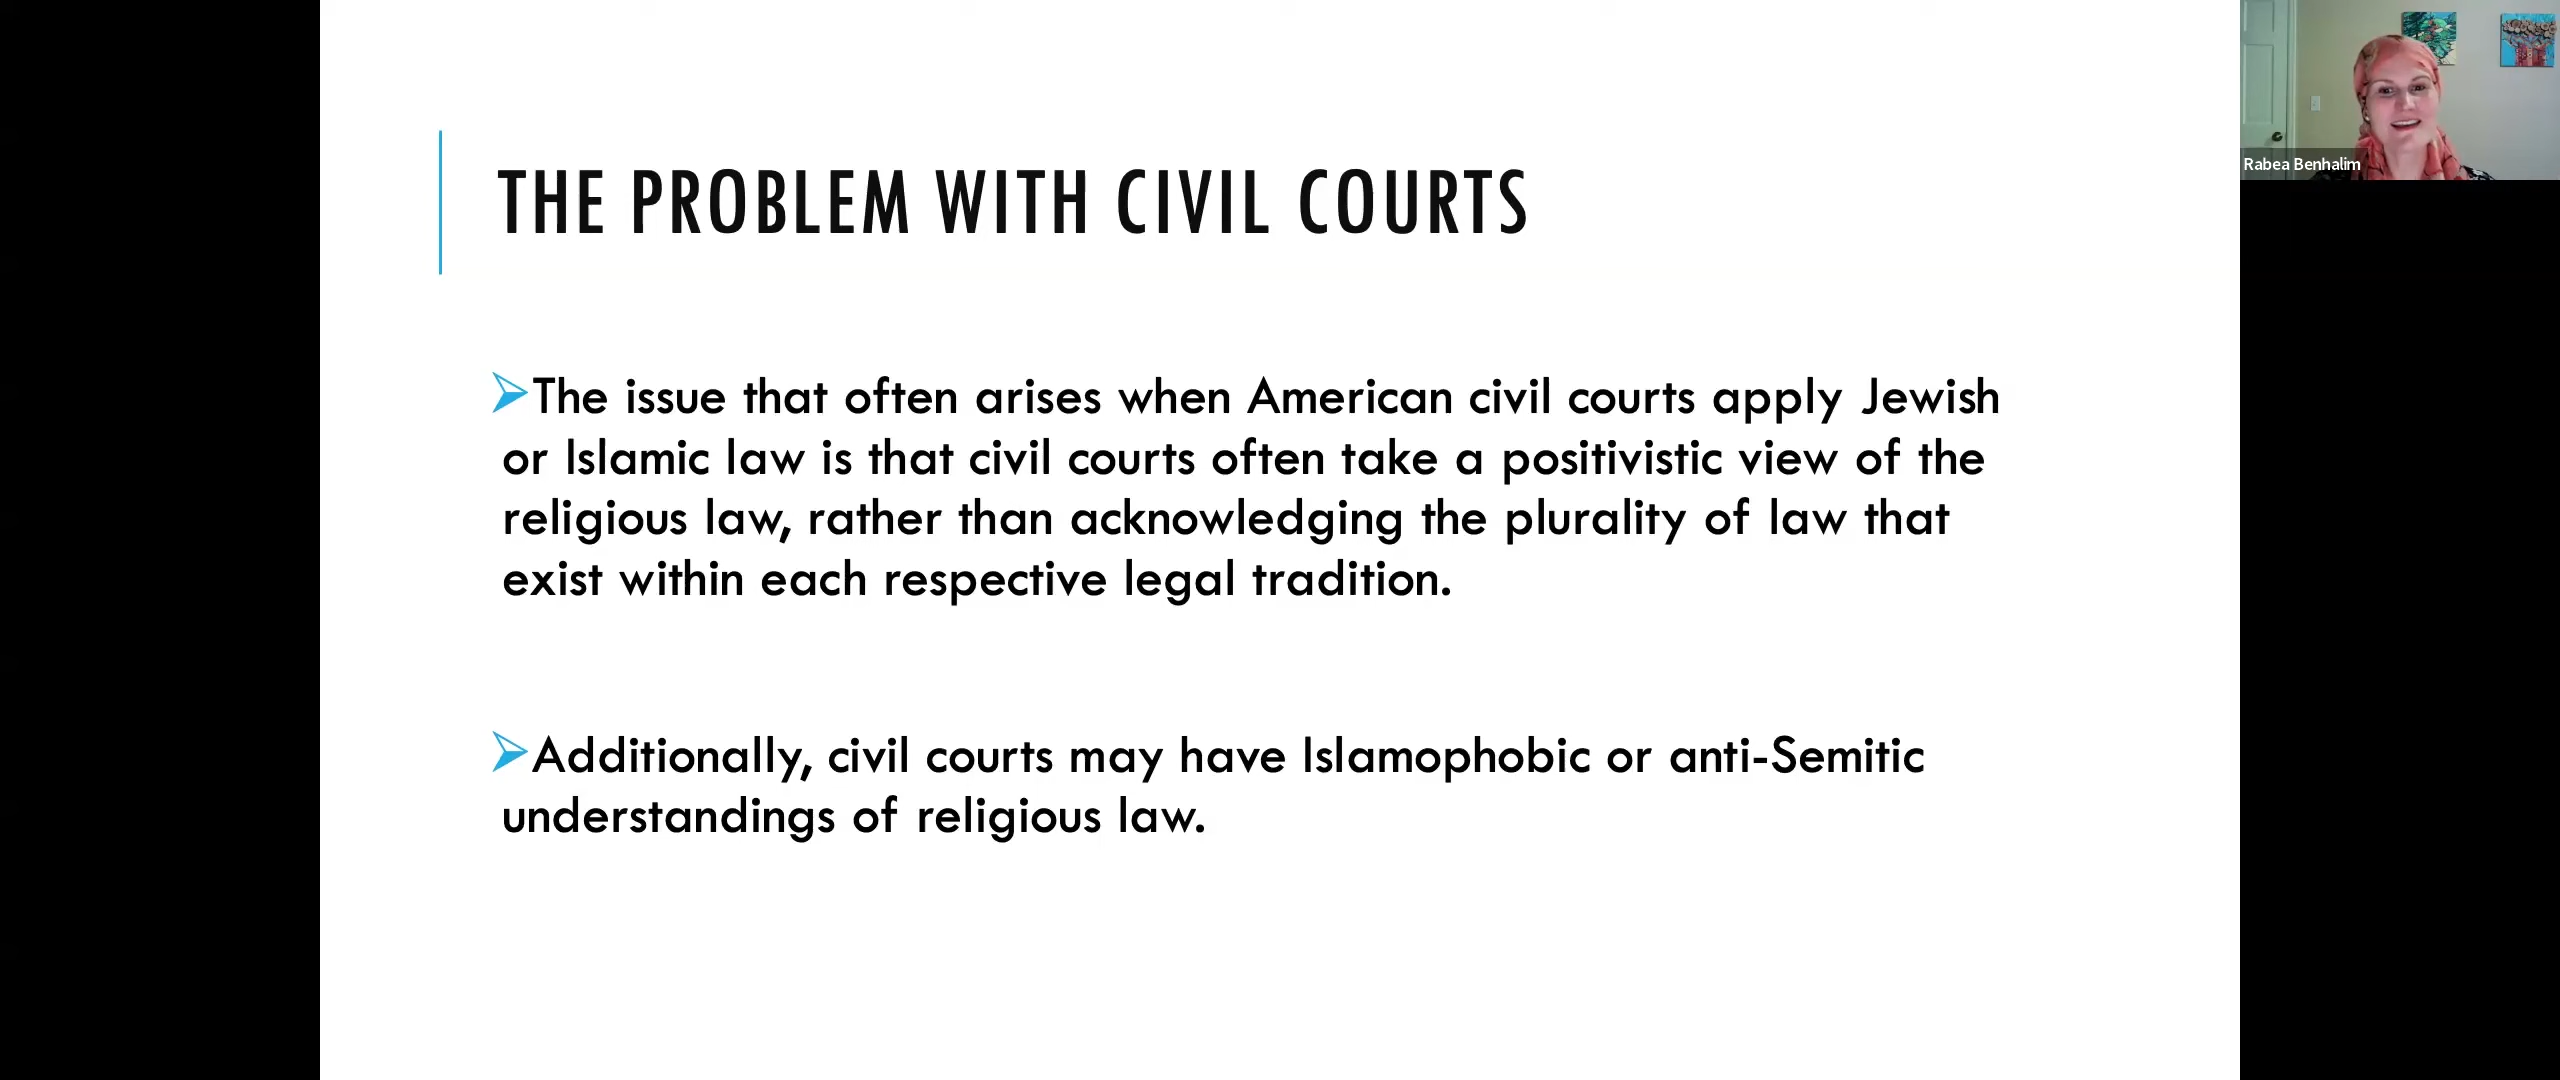 THE PROBLEM WITH CIVIL COURTS
The issue that often arises when American civil courts apply Jewish
or Islamic law is that civil courts often take a positivistic view of the
religious law, rather than acknowledging the plurality of law that
exist within each respective legal tradition.
Additionally, civil courts may have Islamophobic or anti-Semitic
understandings of religious law.
Rabea Benhalim